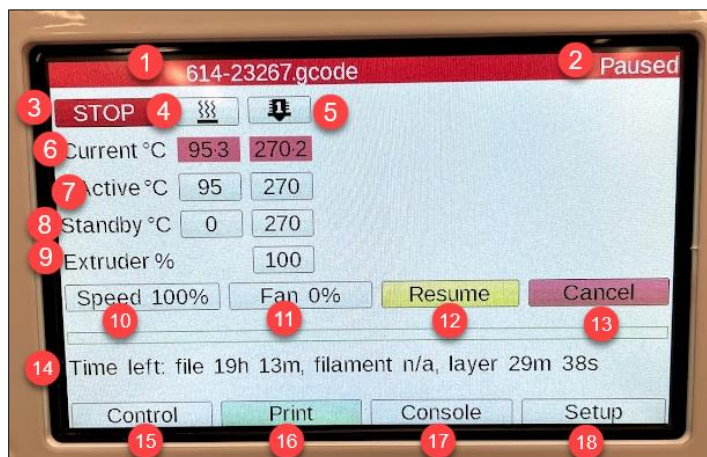 1 614-23267.gcode 2 Paused
3 STOP 4 1 5
6 Current °C 95.3 270.2
7 Active °C 95 270
8 Standby °C 0 270
9 Extruder % 100
Speed 100% Fan 0% Resume Cancel
10 11 12 13
14 Time left: file 19h 13m, filament n/a, layer 29m 38s
Control Print Console Setup
15 16 17 18